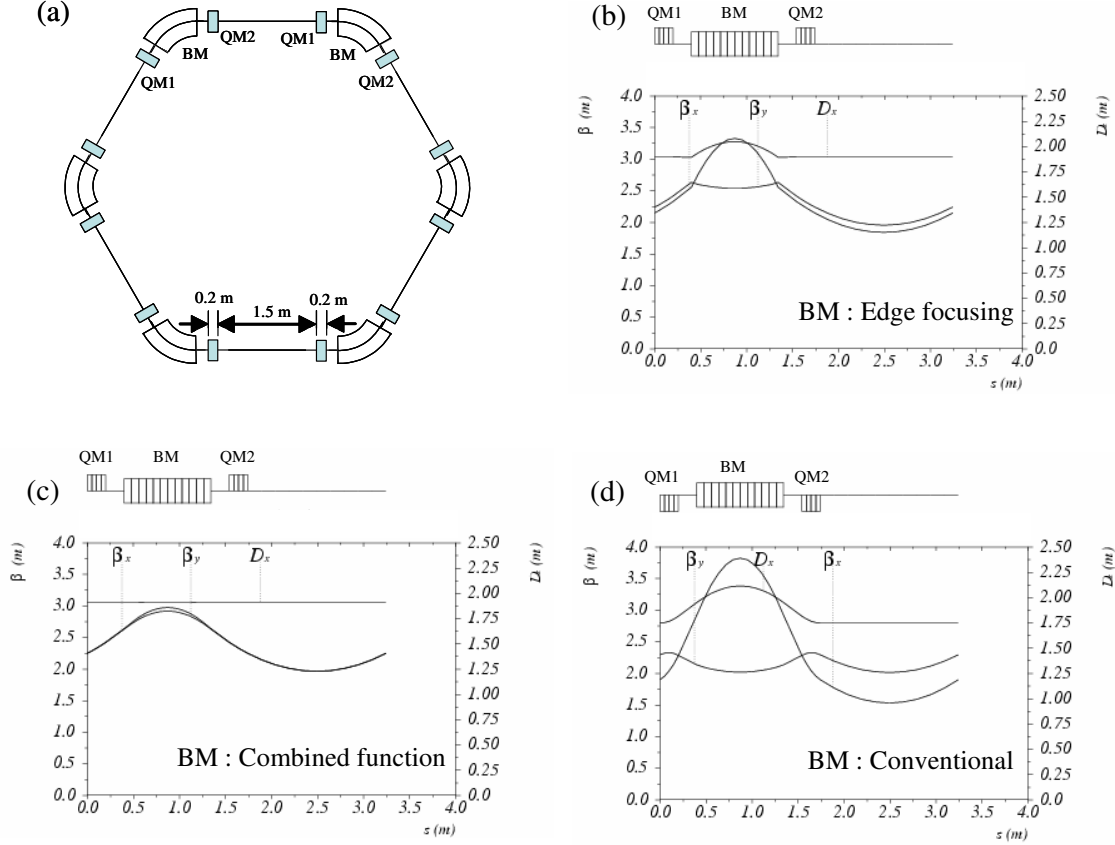 (a)
QM2
QM1
BM
BM
QM1
QM2
0.2 m
0.2 m
1.5 m
(b)
QM1
BM
QM2
βx
βy
Dx
β (m)
4.0
3.5
3.0
2.5
2.0
1.5
1.0
0.5
0.0
2.50
2.25
2.00
1.75
1.50
1.25
1.00
0.75
0.50
0.25
0.00
BM : Edge focusing
0.0 0.5 1.0 1.5 2.0 2.5 3.0 3.5 4.0
s (m)
(c)
QM1
BM
QM2
βx
βy
Dx
β (m)
4.0
3.5
3.0
2.5
2.0
1.5
1.0
0.5
0.0
2.50
2.25
2.00
1.75
1.50
1.25
1.00
0.75
0.50
0.25
0.00
BM : Combined function
0.0 0.5 1.0 1.5 2.0 2.5 3.0 3.5 4.0
s (m)
(d)
QM1
BM
QM2
βy
Dx
βx
β (m)
4.0
3.5
3.0
2.5
2.0
1.5
1.0
0.5
0.0
2.50
2.25
2.00
1.75
1.50
1.25
1.00
0.75
0.50
0.25
0.00
BM : Conventional
0.0 0.5 1.0 1.5 2.0 2.5 3.0 3.5 4.0
s (m)